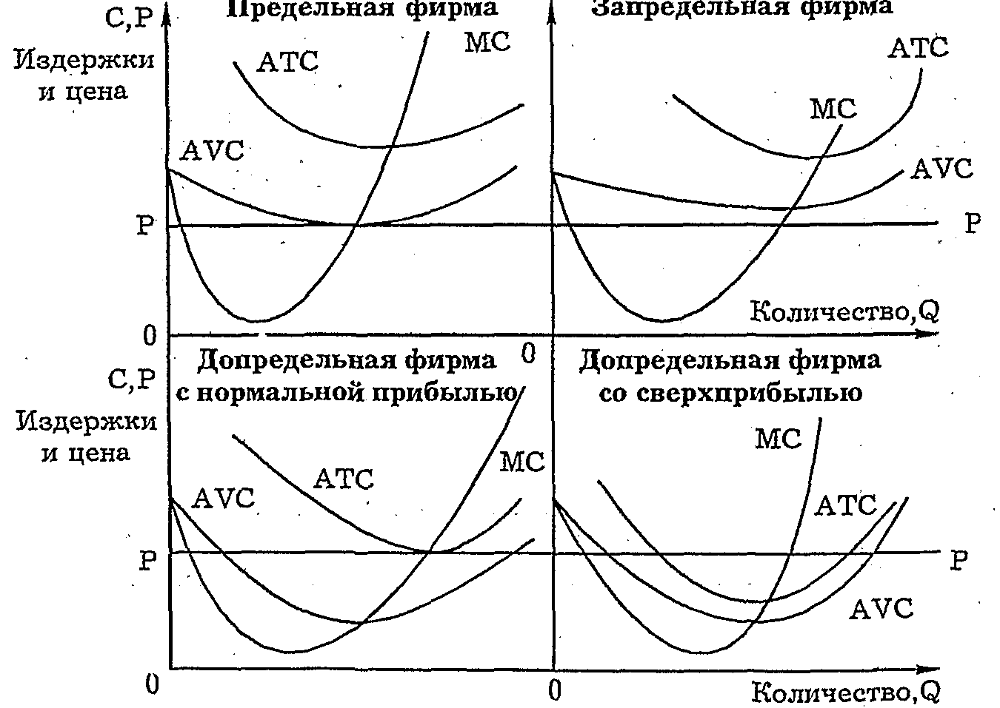 Предельная фирма
Запредельная фирма
C,P
Издержки
и цена
ATC
MC
AVC
P
0
ATC
MC
AVC
P
Количество,Q
0
Допредельная фирма
с нормальной прибылью
Допредельная фирма
со сверхприбылью
C,P
Издержки
и цена
AVC
ATC
MC
P
0
MC
ATC
AVC
P
0
Количество,Q